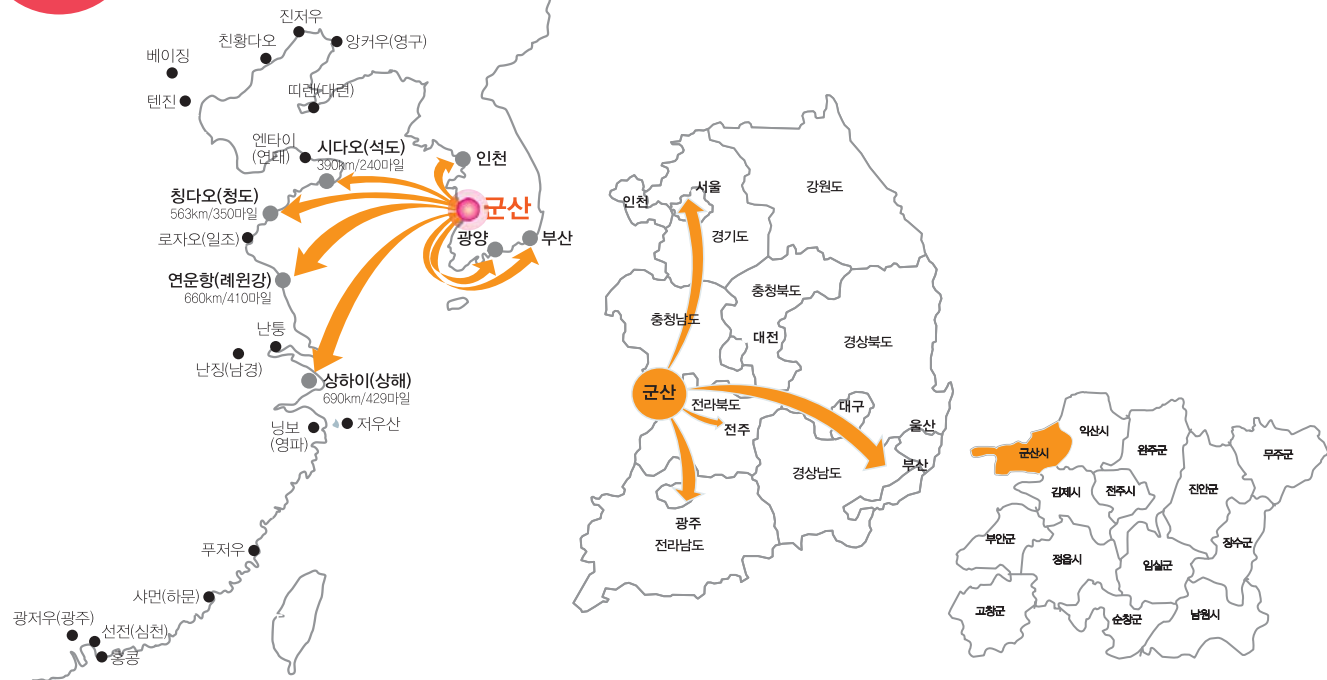 진저우
친황다오
앙커우(영구)
베이징
텐진
띠렌(대련)
엔타이
(연태)
시다오(석도)
390km/240마일
인천
칭다오(청도)
563km/350마일
군산
로자오(일조)
광양
부산
연운항(례윈강)
660km/410마일
난퉁
난징(남경)
상하이(상해)
690km/429마일
닝보
(영파)
저우산
푸저우
샤먼(하문)
광저우(광주)
선전(심천)
홍콩
서울
인천
강원도
경기도
충청북도
충청남도
대전
경상북도
군산
전라북도
대구
전주
울산
부산
경상남도
광주
전라남도
군산시
익산시
완주군
무주군
김제시
전주시
진안군
부안군
정읍시
임실군
장수군
고창군
순창군
남원시